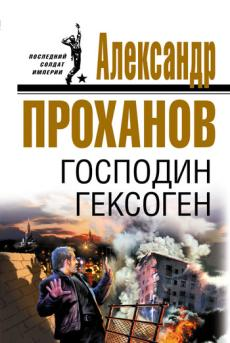 ПОСЛЕДНИЙ
СОЛДАТ
ИМПЕРИИ
Александр
ПРОХАНОВ
ГОСПОДИН
ГЕКСОГЕН